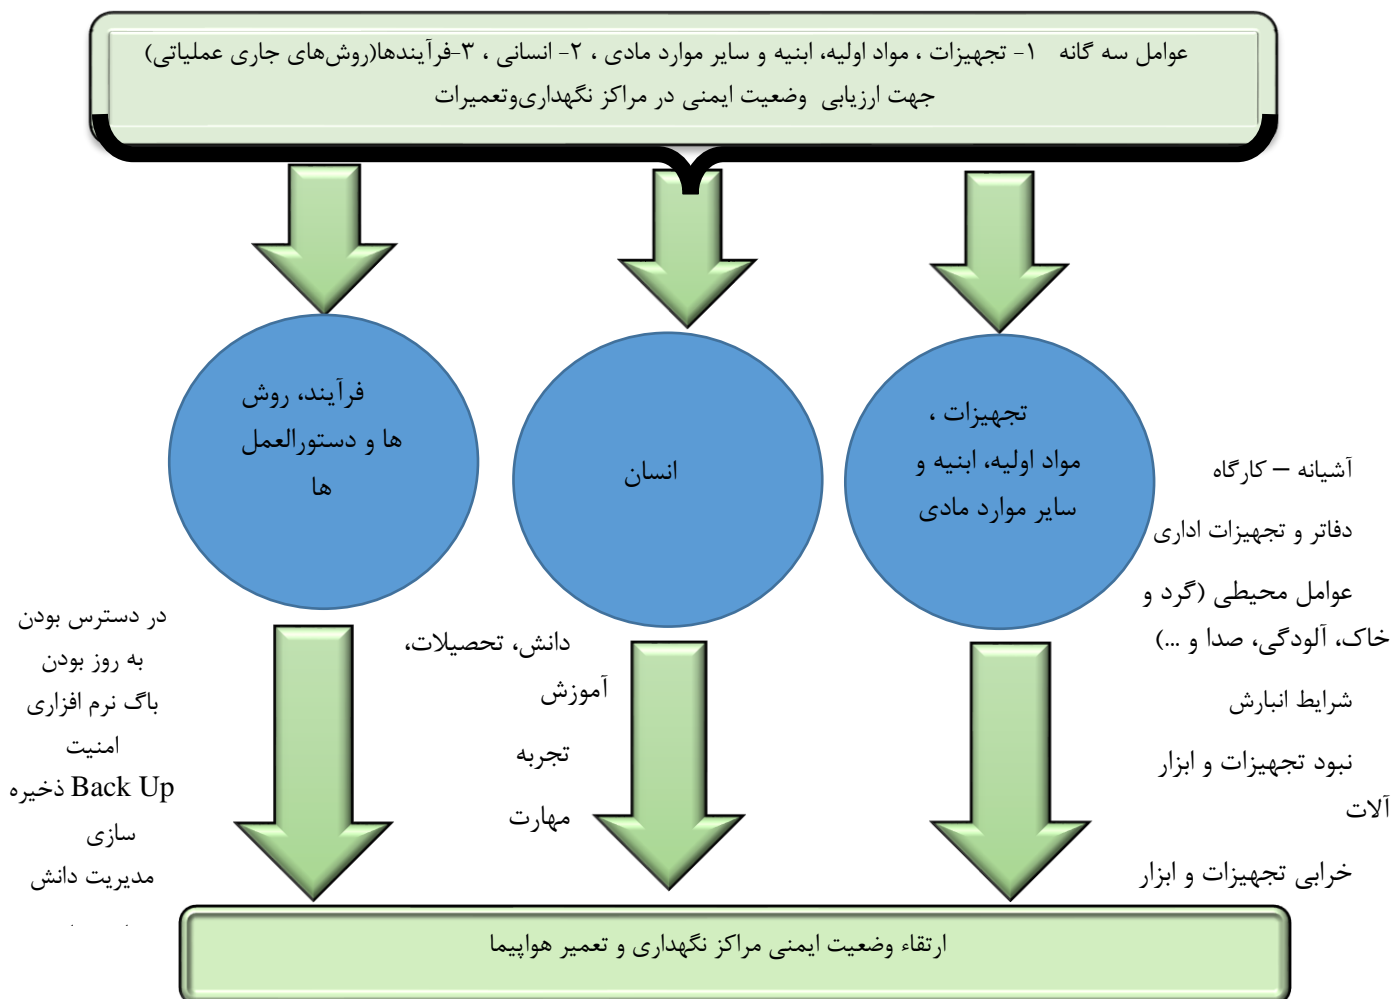 عوامل سه گانه ۱- تجهیزات ، مواد اولیه، ابنیه و سایر موارد مادی ، ۲- انسانی ، ۳-فرآیندها(روش‌های جاری عملیاتی)
جهت ارزیابی وضعیت ایمنی در مراکز نگهداری‌وتعمیرات
تجهیزات ،
مواد اولیه، ابنیه و
سایر موارد مادی
انسان
فرآیند، روش
ها و دستورالعمل
ها
آشیانه – کارگاه
دفاتر و تجهیزات اداری
عوامل محیطی (گرد و
خاک، آلودگی، صدا و ...)
شرایط انبارش
نبود تجهیزات و ابزار
آلات
خرابی تجهیزات و ابزار
دانش، تحصیلات،
آموزش
تجربه
مهارت
در دسترس بودن
به روز بودن
باگ نرم افزاری
امنیت
Back Up ذخیره
سازی
مدیریت دانش
ارتقاء وضعیت ایمنی مراکز نگهداری و تعمیر هواپیما